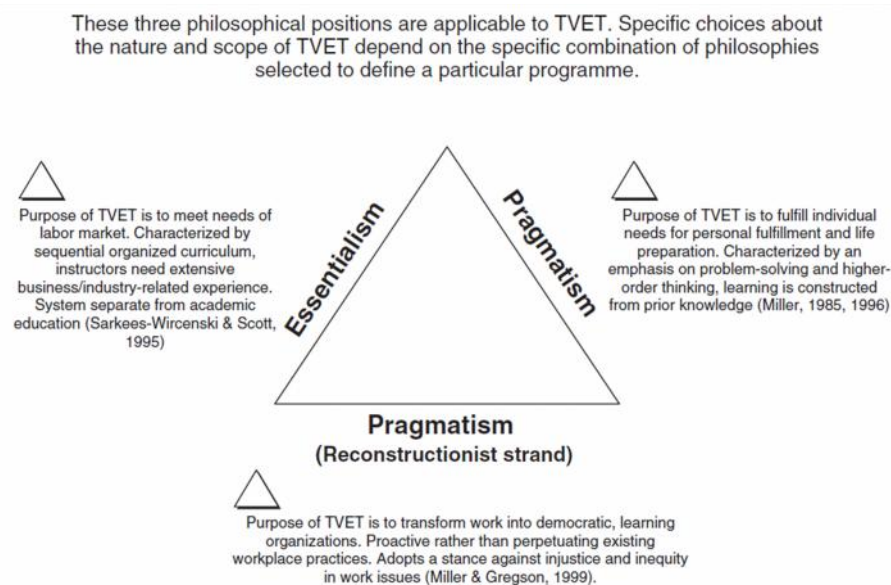 These three philosophical positions are applicable to TVET. Specific choices about
the nature and scope of TVET depend on the specific combination of philosophies
selected to define a particular programme.
Purpose of TVET is to meet needs of
labor market. Characterized by
sequential organized curriculum,
instructors need extensive
business/industry-related experience.
System separate from academic
education (Sarkees-Wircenski & Scott,
1995)
Essentialism
Pragmatism
Purpose of TVET is to fulfill individual
needs for personal fulfillment and life
preparation. Characterized by an
emphasis on problem-solving and higher-
order thinking, learning is constructed
from prior knowledge (Miller, 1985, 1996)
Pragmatism
(Reconstructionist strand)
Purpose of TVET is to transform work into democratic, learning
organizations. Proactive rather than perpetuating existing
workplace practices. Adopts a stance against injustice and inequity
in work issues (Miller & Gregson, 1999).